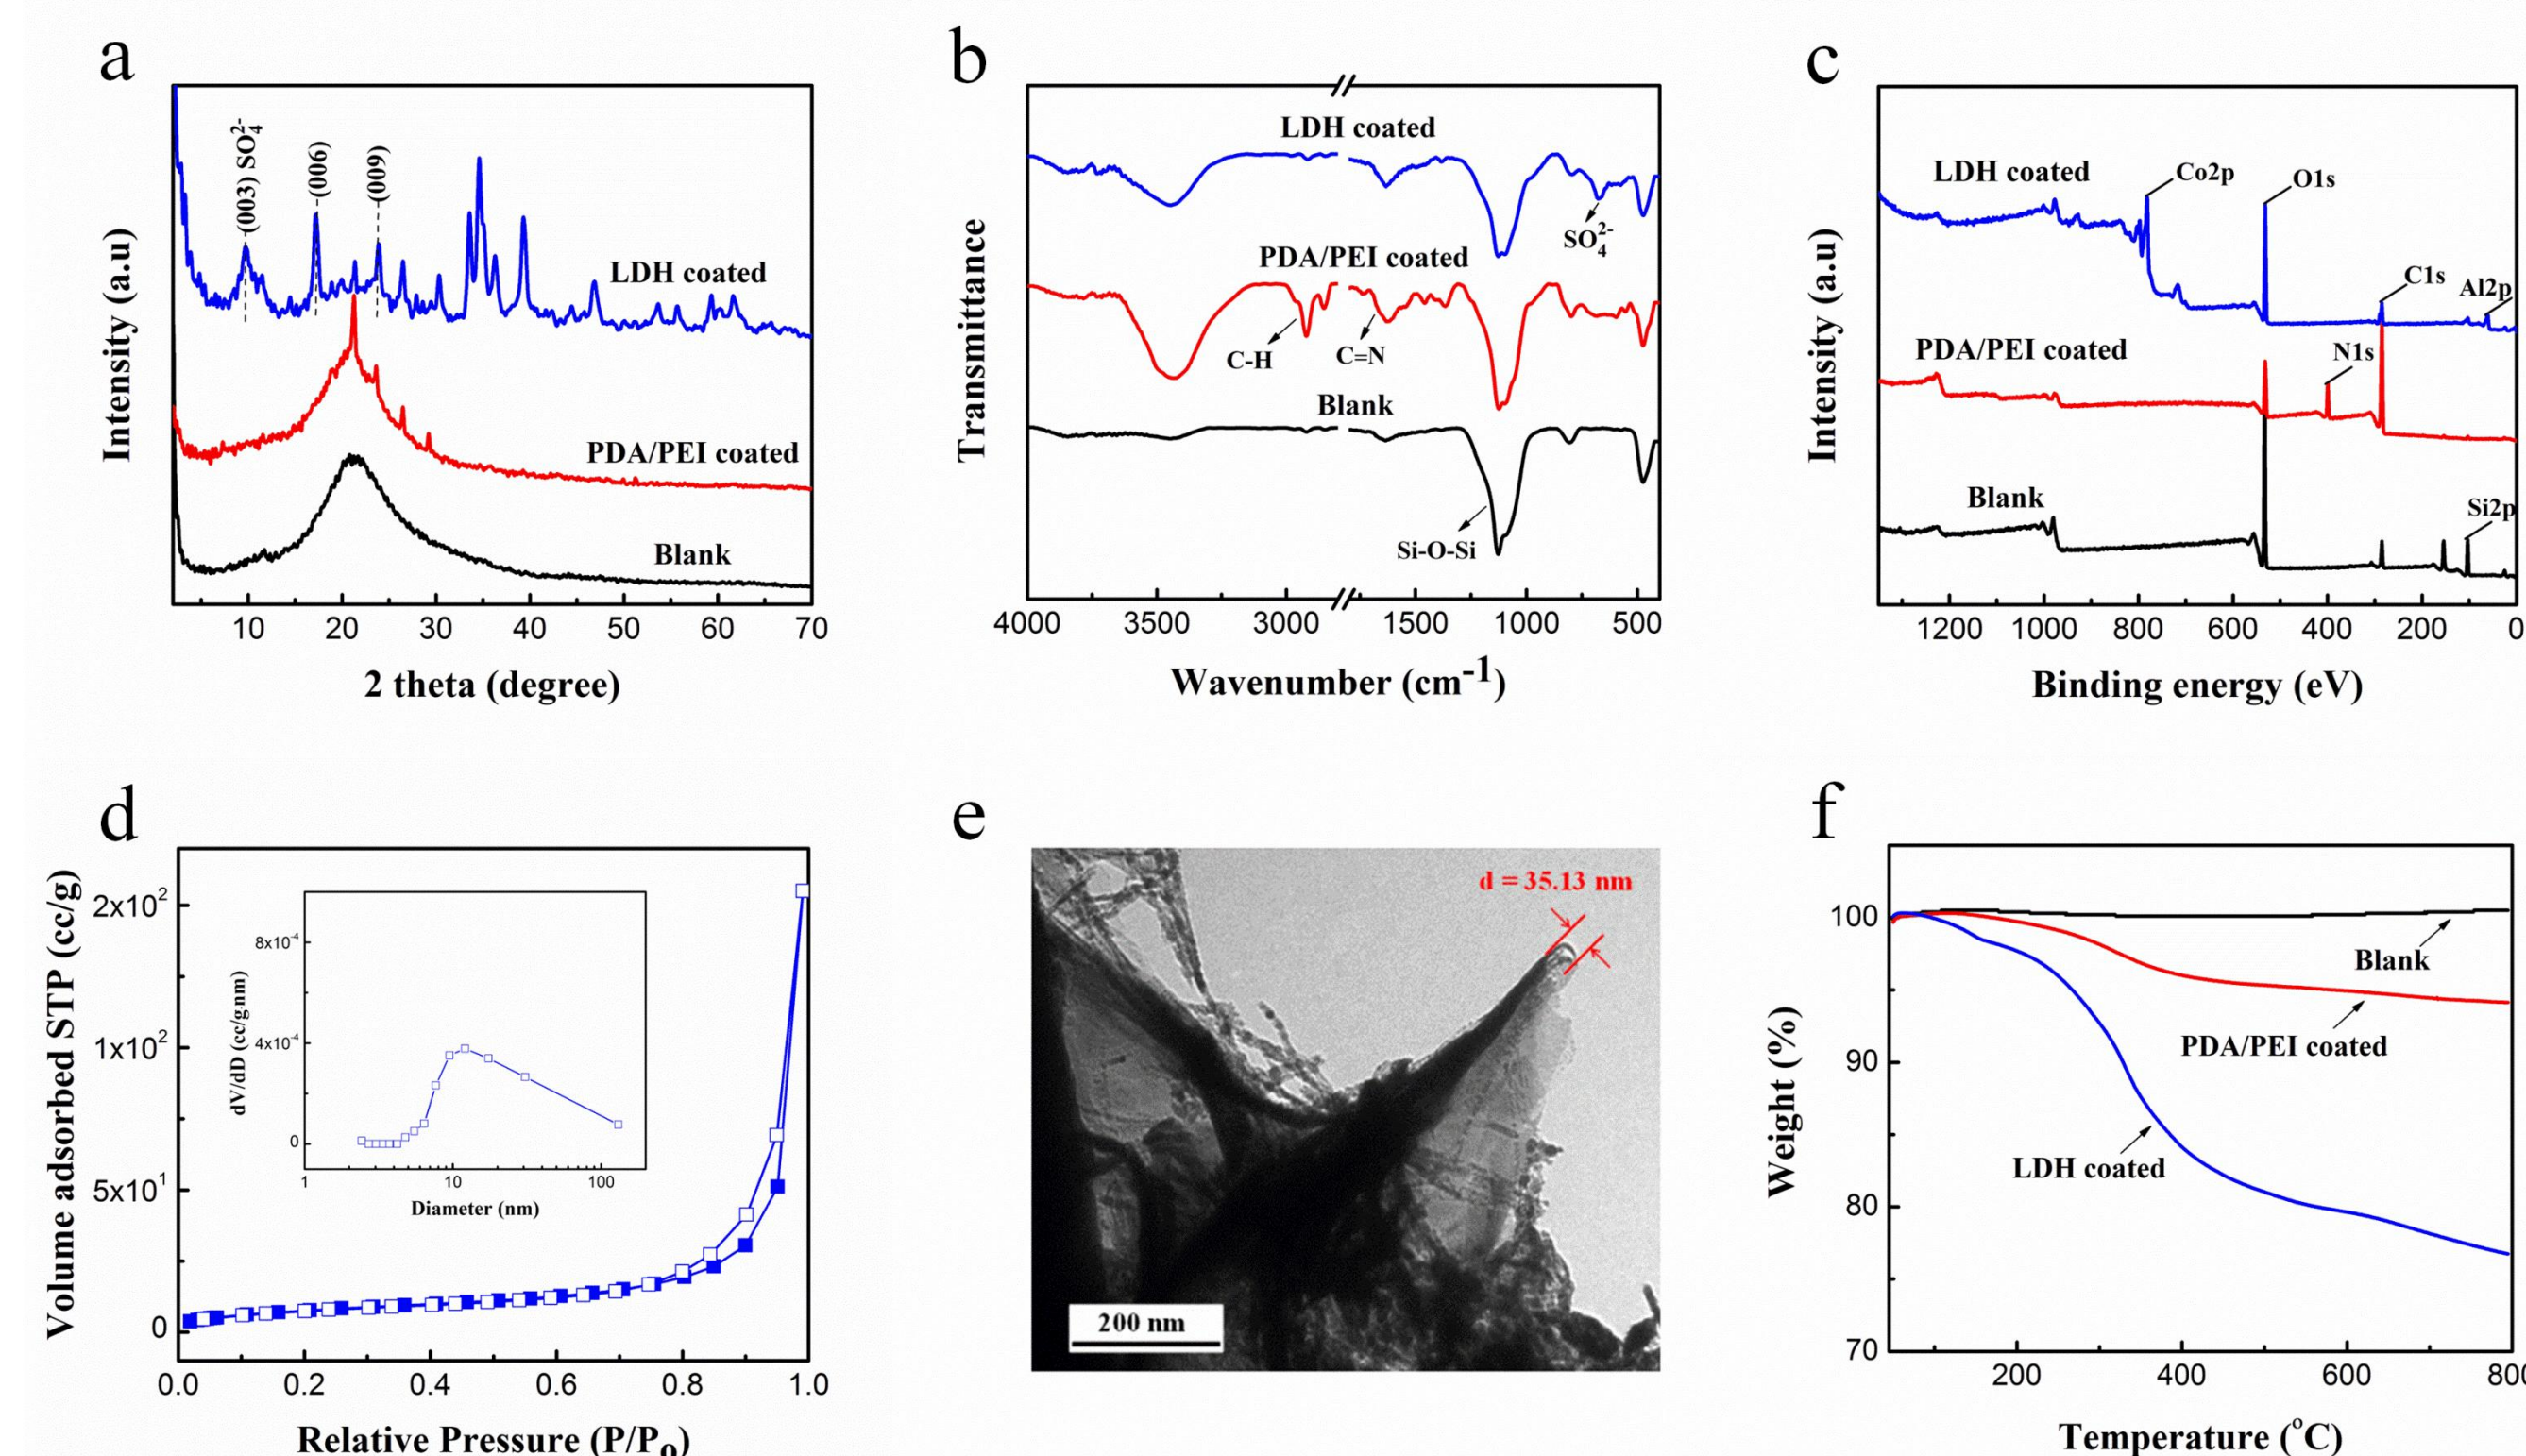 a
Intensity (a.u)
(003) SO₄²⁻
(006)
(009)
LDH coated
PDA/PEI coated
Blank
10 20 30 40 50 60 70
2 theta (degree)
b
Transmittance
LDH coated
SO₄²⁻
PDA/PEI coated
C-H
C=N
Blank
Si-O-Si
4000 3500 3000 1500 1000 500
Wavenumber (cm⁻¹)
c
Intensity (a.u)
LDH coated
Co2p
O1s
C1s
Al2p
PDA/PEI coated
N1s
Blank
Si2p
1200 1000 800 600 400 200 0
Binding energy (eV)
d
Volume adsorbed STP (cc/g)
2x10²
1x10²
5x10¹
0
dV/dD (cc/gnm)
8x10⁻⁴
4x10⁻⁴
0
1 10 100
Diameter (nm)
0.0 0.2 0.4 0.6 0.8 1.0
Relative Pressure (P/P₀)
e
d = 35.13 nm
200 nm
f
Weight (%)
100
90
80
70
Blank
PDA/PEI coated
LDH coated
200 400 600 800
Temperature (°C)